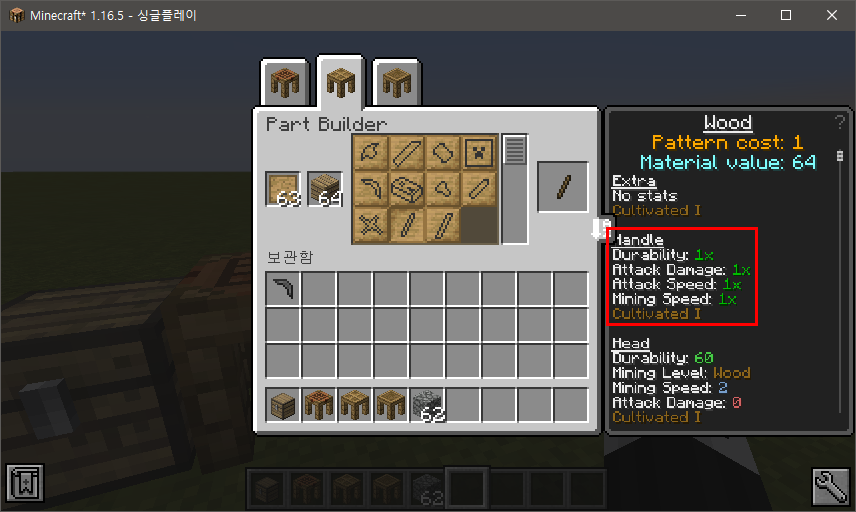 Minecraft* 1.16.5 - 싱글플레이
Part Builder
63
64
보관함
62
62
Wood
?
Pattern cost: 1
Material value: 64
Extra
No stats
Cultivated I
Handle
Durability: 1x
Attack Damage: 1x
Attack Speed: 1x
Mining Speed: 1x
Cultivated I
Head
Durability: 60
Mining Level: Wood
Mining Speed: 2
Attack Damage: 0
Cultivated I